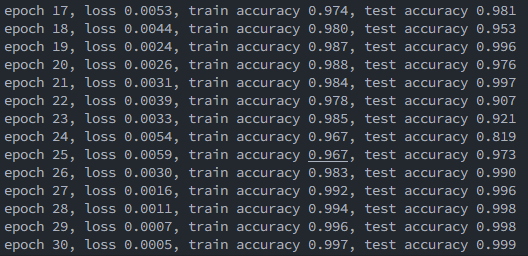 epoch 17, loss 0.0053, train accuracy 0.974, test accuracy 0.981
epoch 18, loss 0.0044, train accuracy 0.980, test accuracy 0.953
epoch 19, loss 0.0024, train accuracy 0.987, test accuracy 0.996
epoch 20, loss 0.0026, train accuracy 0.988, test accuracy 0.976
epoch 21, loss 0.0031, train accuracy 0.984, test accuracy 0.997
epoch 22, loss 0.0039, train accuracy 0.978, test accuracy 0.907
epoch 23, loss 0.0033, train accuracy 0.985, test accuracy 0.921
epoch 24, loss 0.0054, train accuracy 0.967, test accuracy 0.819
epoch 25, loss 0.0059, train accuracy 0.967, test accuracy 0.973
epoch 26, loss 0.0030, train accuracy 0.983, test accuracy 0.990
epoch 27, loss 0.0016, train accuracy 0.992, test accuracy 0.996
epoch 28, loss 0.0011, train accuracy 0.994, test accuracy 0.998
epoch 29, loss 0.0007, train accuracy 0.996, test accuracy 0.998
epoch 30, loss 0.0005, train accuracy 0.997, test accuracy 0.999